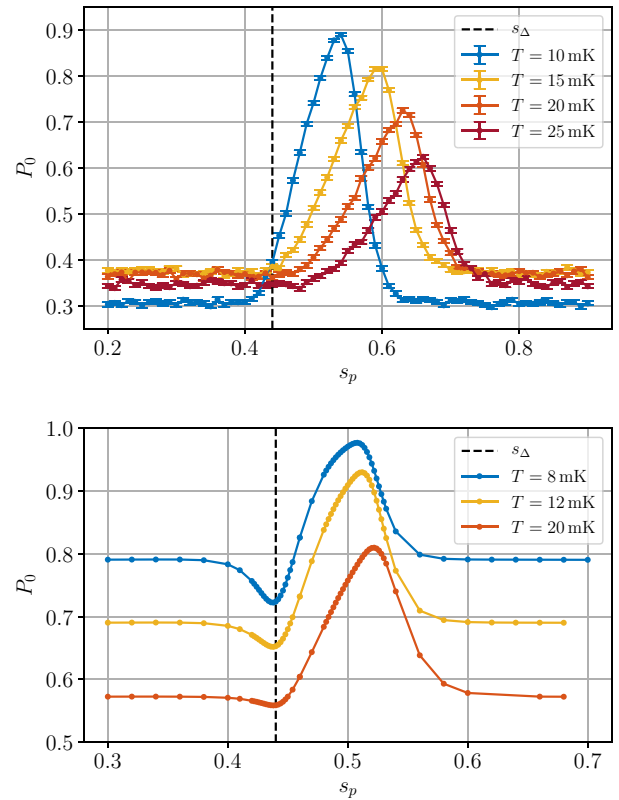 0.9
0.8
0.7
0.6
0.5
0.4
0.3
P_0
0.2 0.4 0.6 0.8
s_p
s_Δ
T = 10 mK
T = 15 mK
T = 20 mK
T = 25 mK
1.0
0.9
0.8
0.7
0.6
0.5
P_0
0.3 0.4 0.5 0.6 0.7
s_p
s_Δ
T = 8 mK
T = 12 mK
T = 20 mK